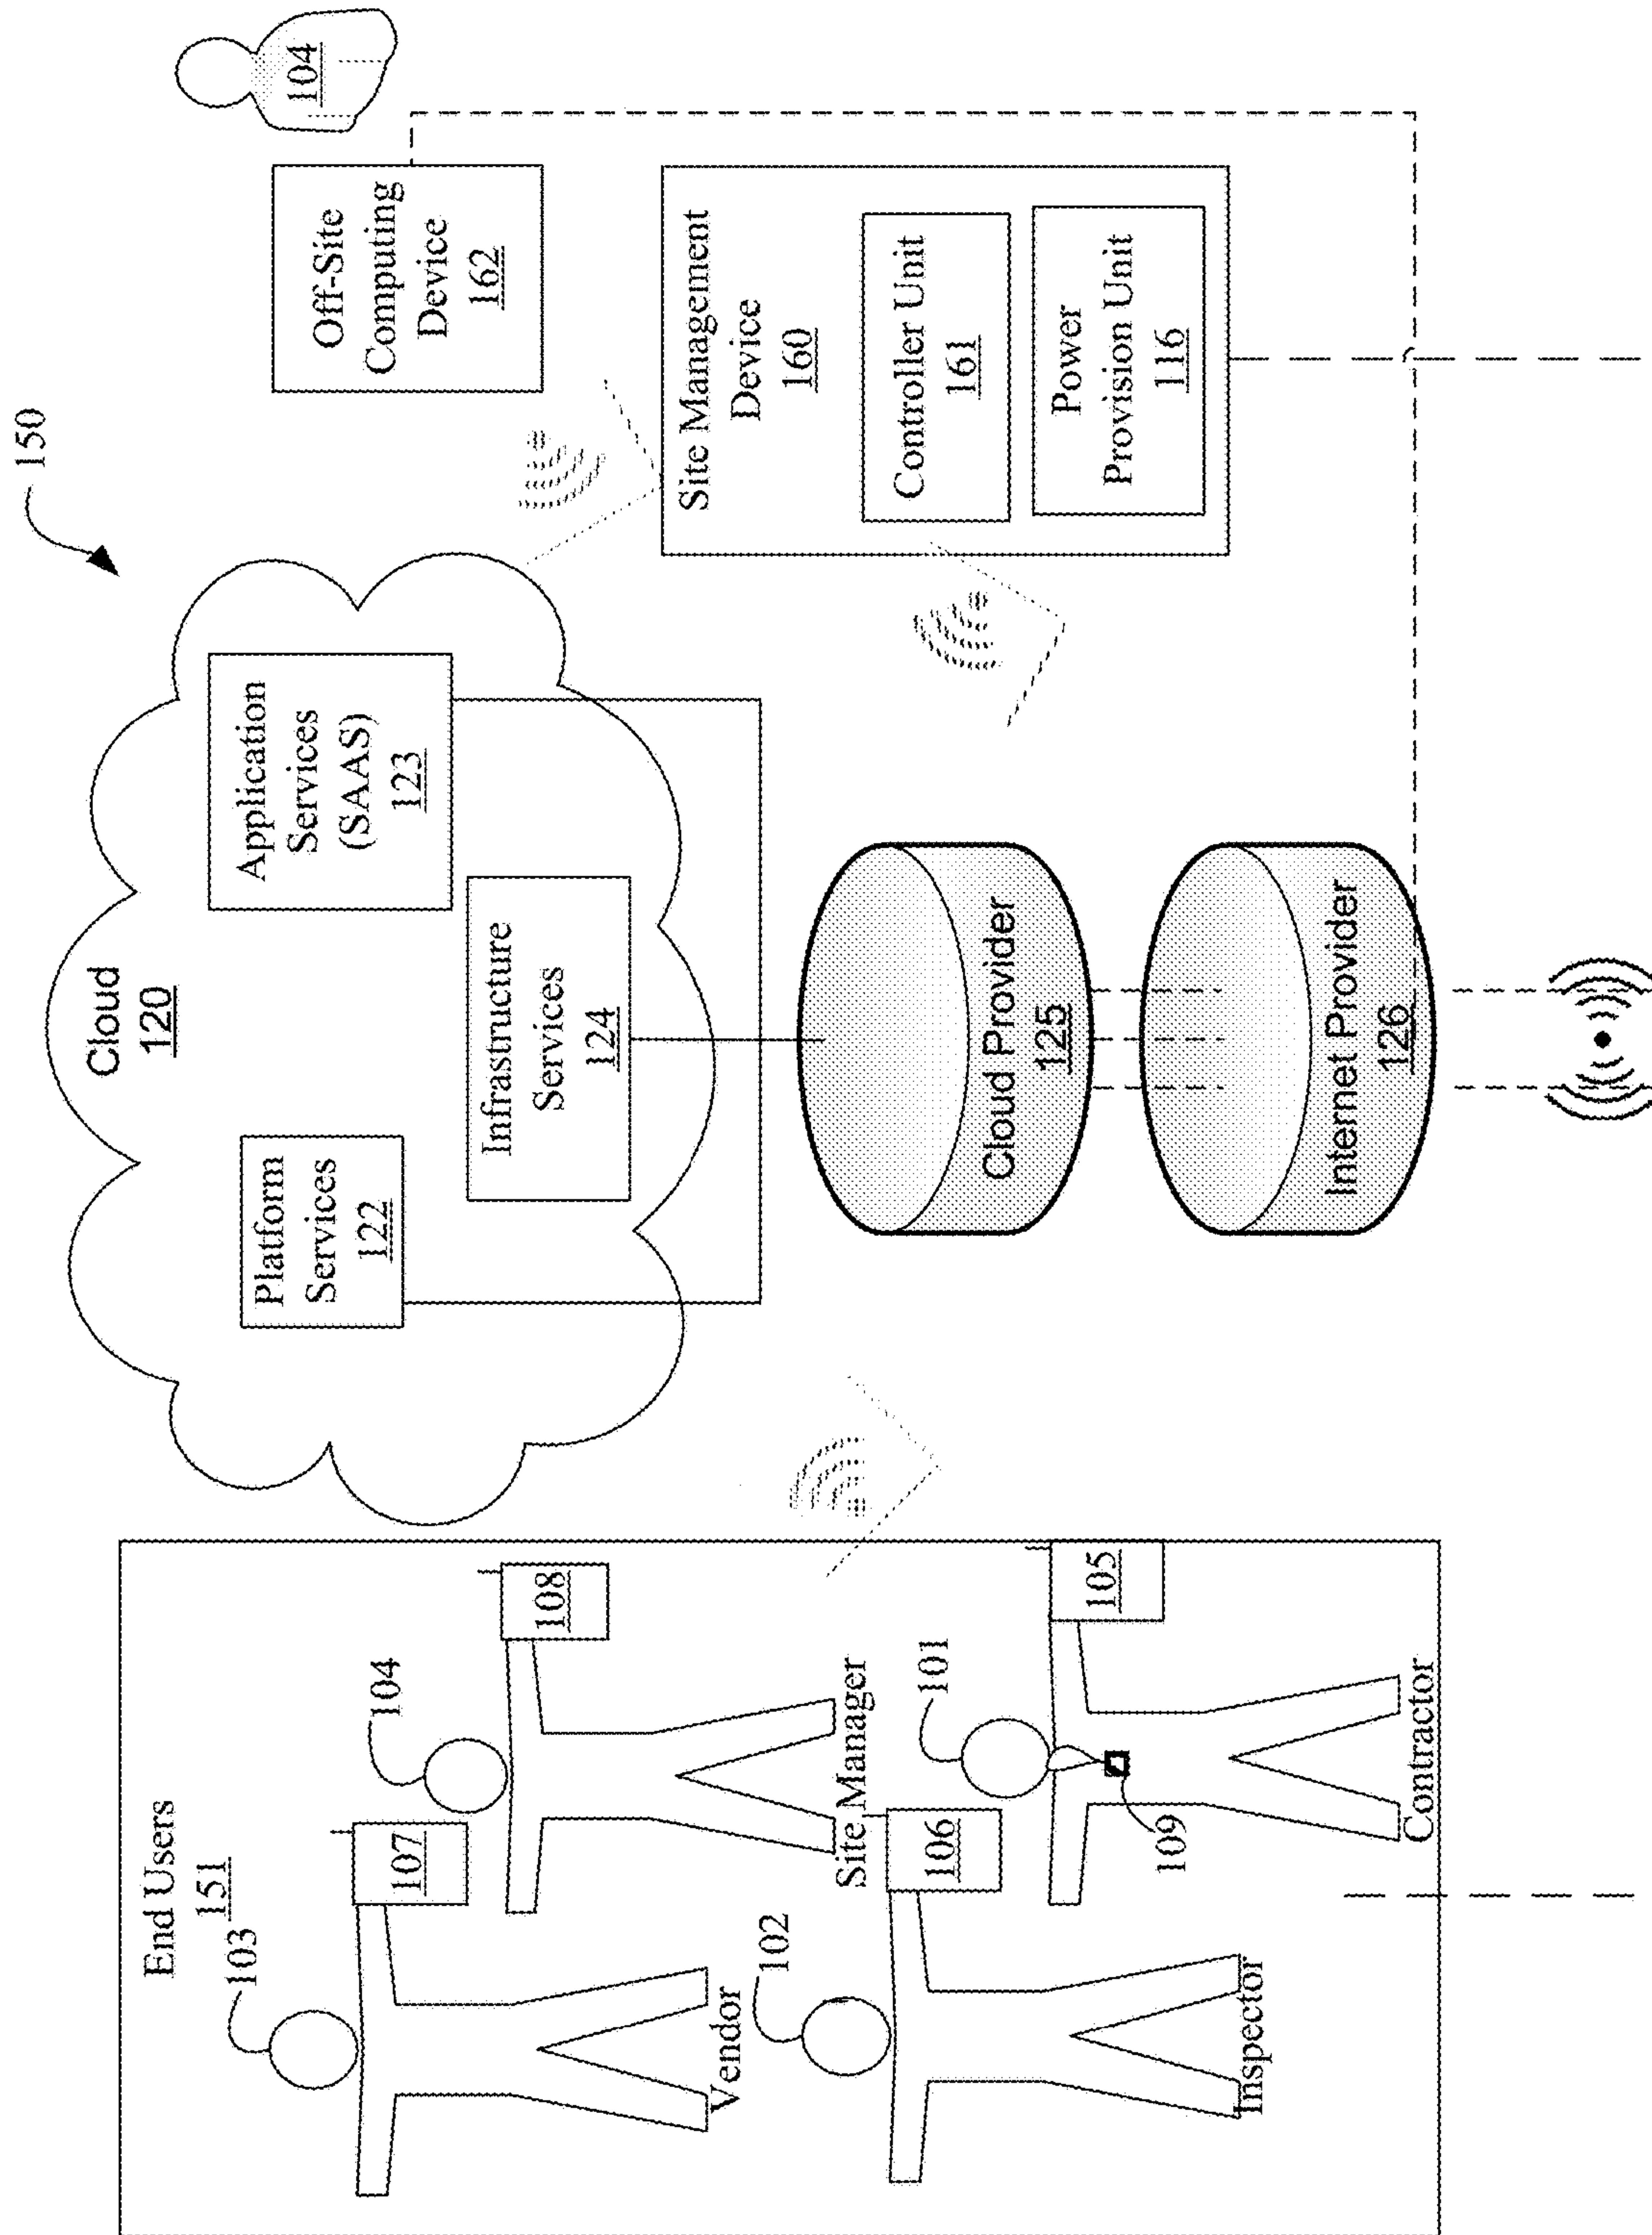 150
End Users
151
103
107
Vendor
104
108
Site Manager
102
106
Inspector
101
105
109
Contractor
Cloud
120
Platform
Services
122
Application
Services
(SAAS)
123
Infrastructure
Services
124
Cloud Provider
125
Internet Provider
126
104
Off-Site
Computing
Device
162
Site Management
Device
160
Controller Unit
161
Power
Provision Unit
116